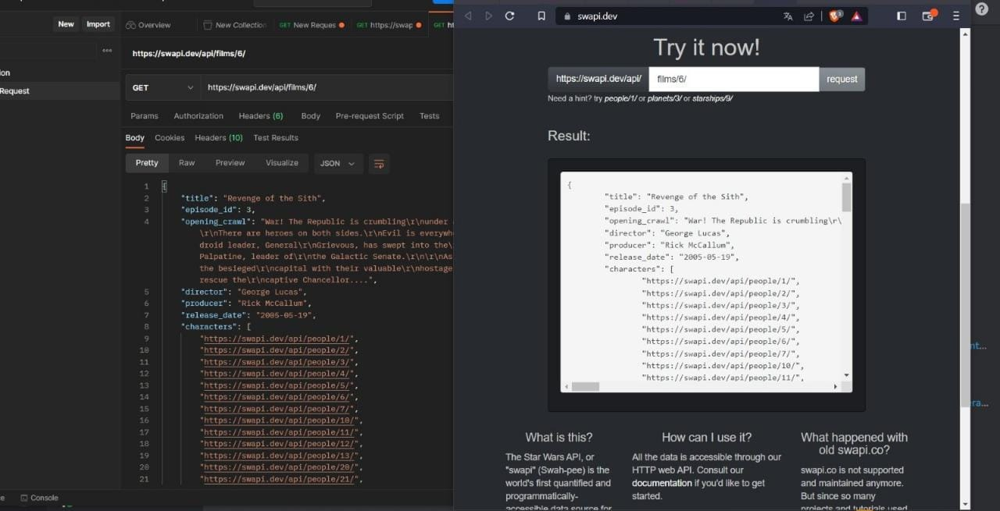 New
Import
Overview
New Collection
GET New Reques
GET https://swap
GET ht
https://swapi.dev/api/films/6/
Request
GET
https://swapi.dev/api/films/6/
Params
Authorization
Headers (6)
Body
Pre-request Script
Tests
Body
Cookies
Headers (10)
Test Results
Pretty
Raw
Preview
Visualize
JSON
1 {
2 "title": "Revenge of the Sith",
3 "episode_id": 3,
4 "opening_crawl": "War! The Republic is crumbling\r\nunder
\r\nThere are heroes on both sides.\r\nEvil is everywh
droid leader, General\r\nGrievous, has swept into the\
Palpatine, leader of\r\nthe Galactic Senate.\r\n\r\nAs
the besieged\r\ncapital with their valuable\r\nhostage
rescue the\r\ncaptive Chancellor....",
5 "director": "George Lucas",
6 "producer": "Rick McCallum",
7 "release_date": "2005-05-19",
8 "characters": [
9 "https://swapi.dev/api/people/1/",
10 "https://swapi.dev/api/people/2/",
11 "https://swapi.dev/api/people/3/",
12 "https://swapi.dev/api/people/4/",
13 "https://swapi.dev/api/people/5/",
14 "https://swapi.dev/api/people/6/",
15 "https://swapi.dev/api/people/7/",
16 "https://swapi.dev/api/people/10/",
17 "https://swapi.dev/api/people/11/",
18 "https://swapi.dev/api/people/12/",
19 "https://swapi.dev/api/people/13/",
20 "https://swapi.dev/api/people/20/",
21 "https://swapi.dev/api/people/21/",
Console
swapi.dev
Try it now!
https://swapi.dev/api/
films/6/
request
Need a hint? try people/1/ or planets/3/ or starships/9/
Result:
{
"title": "Revenge of the Sith",
"episode_id": 3,
"opening_crawl": "War! The Republic is crumbling\r\
"director": "George Lucas",
"producer": "Rick McCallum",
"release_date": "2005-05-19",
"characters": [
"https://swapi.dev/api/people/1/",
"https://swapi.dev/api/people/2/",
"https://swapi.dev/api/people/3/",
"https://swapi.dev/api/people/4/",
"https://swapi.dev/api/people/5/",
"https://swapi.dev/api/people/6/",
"https://swapi.dev/api/people/7/",
"https://swapi.dev/api/people/10/",
"https://swapi.dev/api/people/11/",
What is this?
The Star Wars API, or
"swapi" (Swah-pee) is the
world's first quantified and
programmatically-
accessible data source for
How can I use it?
All the data is accessible through our
HTTP web API. Consult our
documentation if you'd like to get
started.
What happened with
old swapi.co?
swapi.co is not supported
and maintained anymore.
But since so many
projects and tutorials used